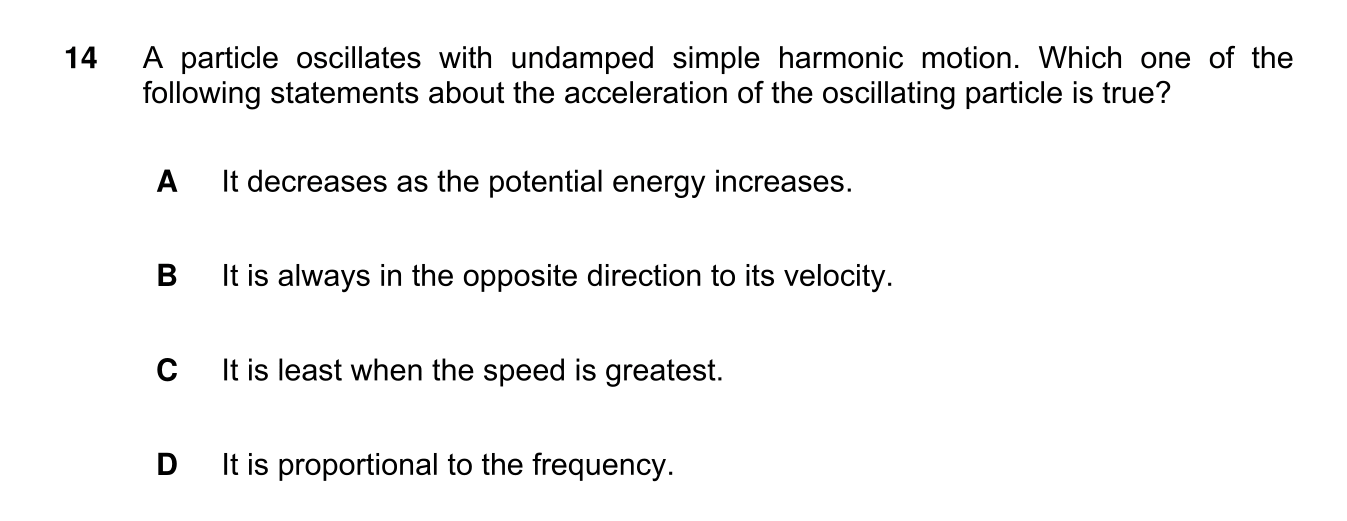 14 A particle oscillates with undamped simple harmonic motion. Which one of the
following statements about the acceleration of the oscillating particle is true?
A It decreases as the potential energy increases.
B It is always in the opposite direction to its velocity.
C It is least when the speed is greatest.
D It is proportional to the frequency.